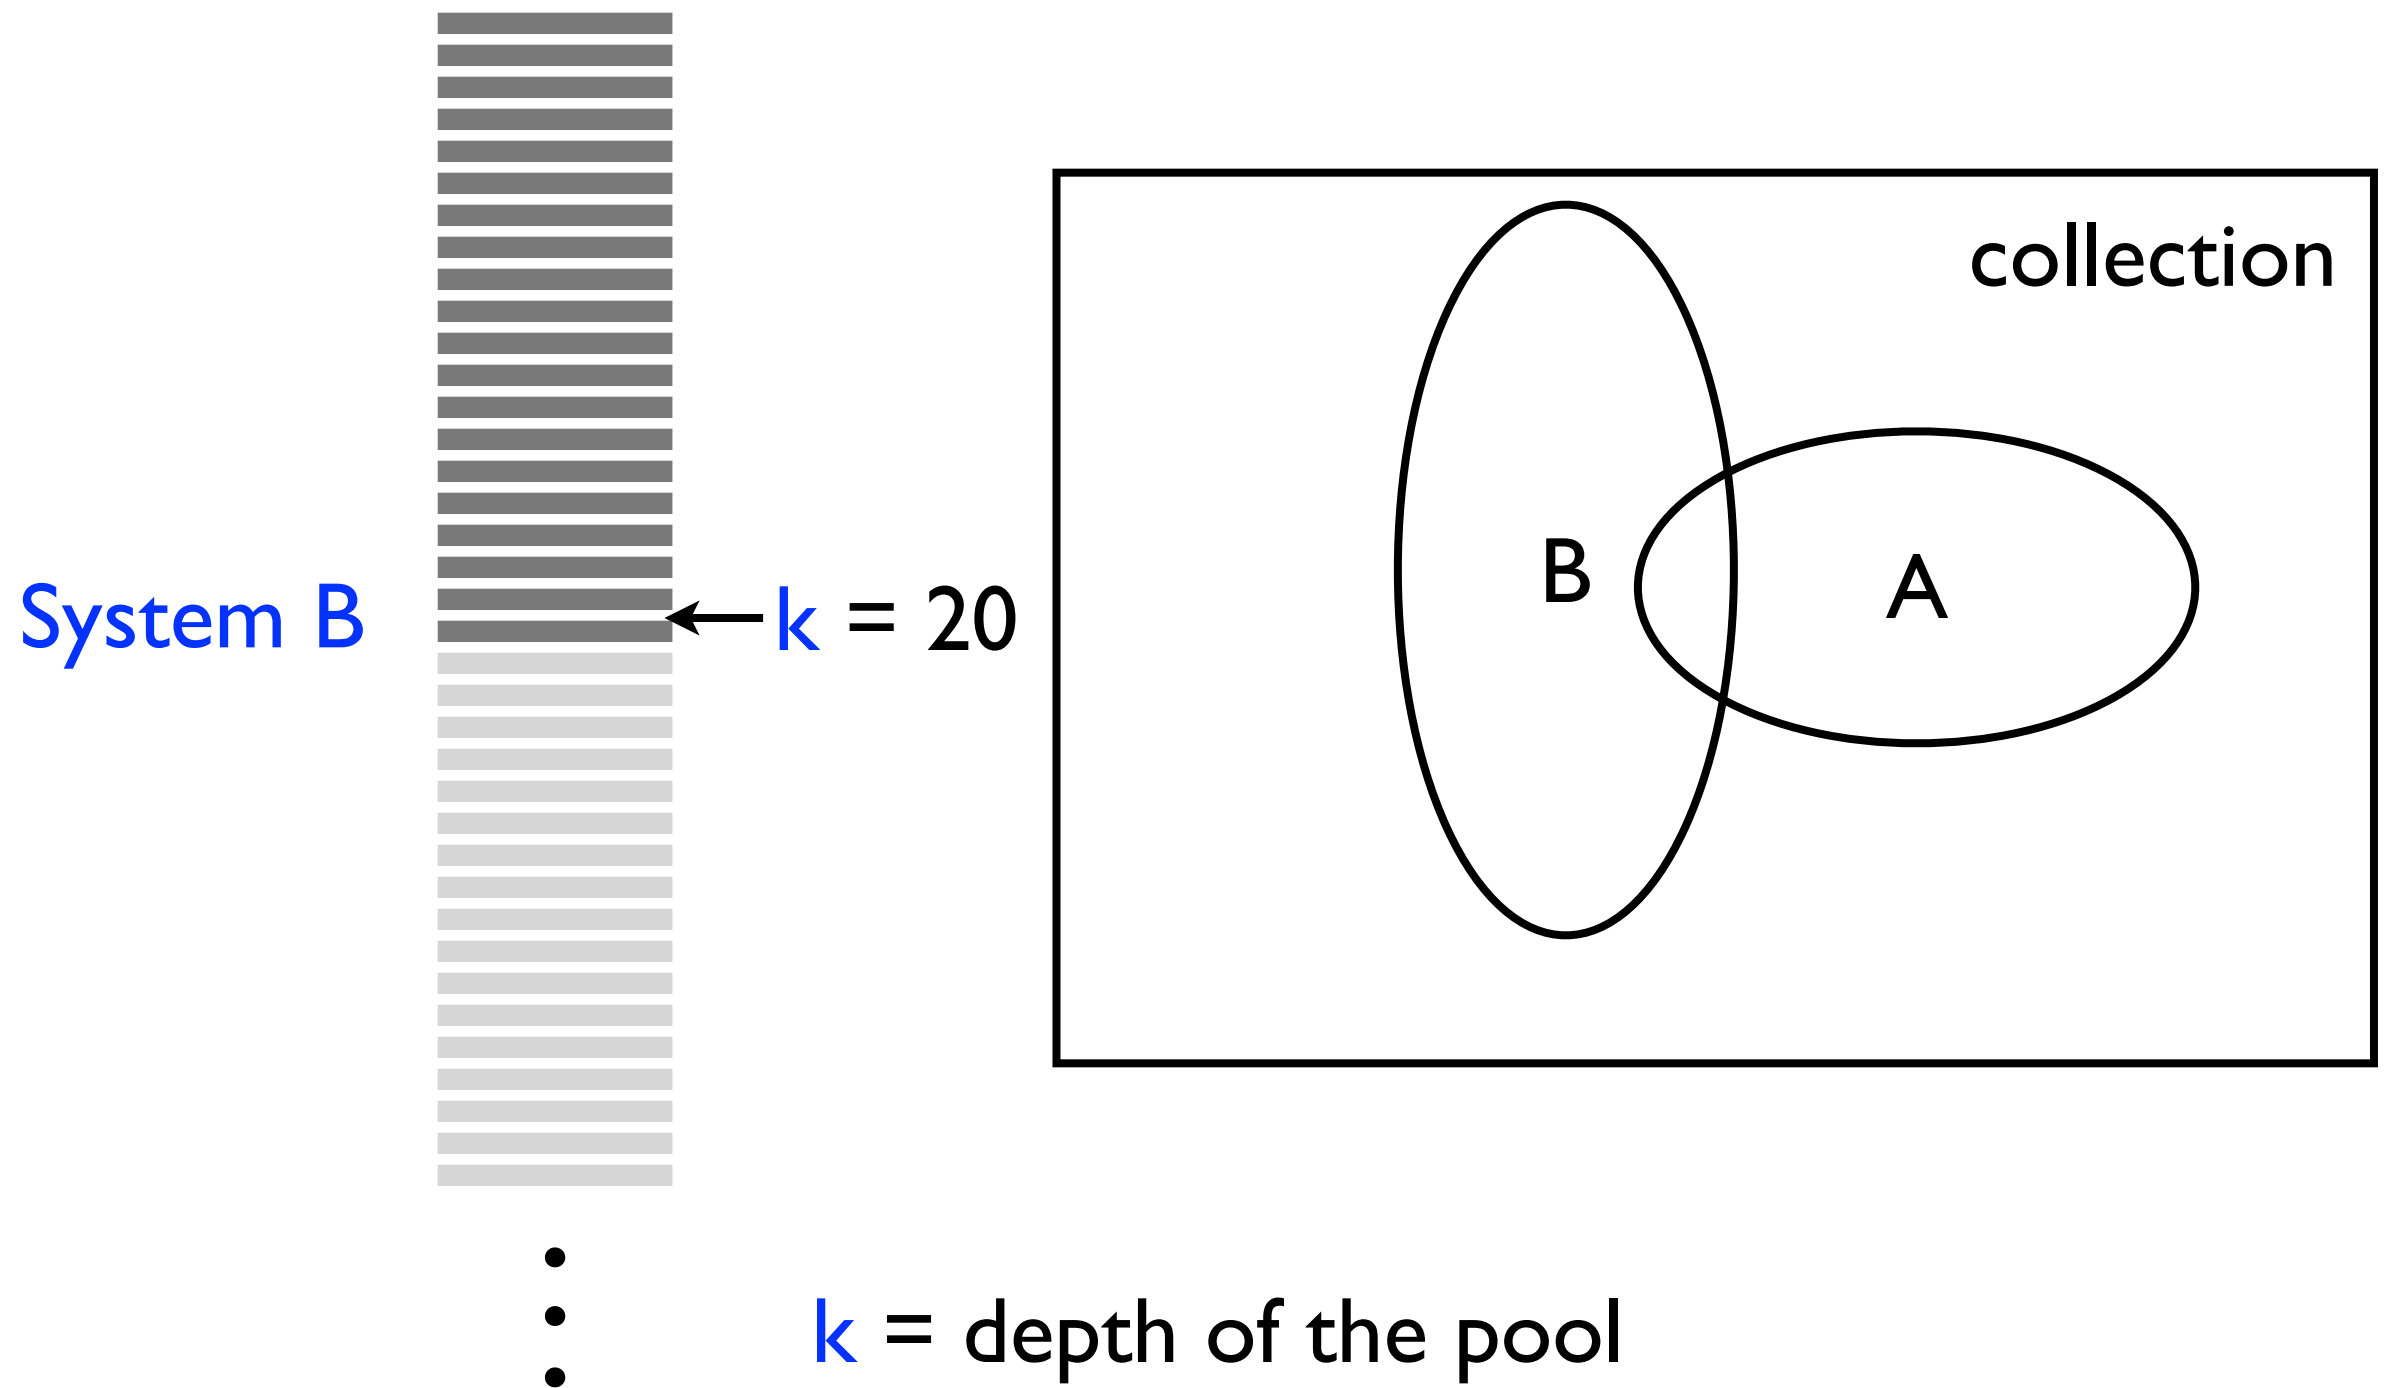 collection
B
A
System B
k = 20
k = depth of the pool